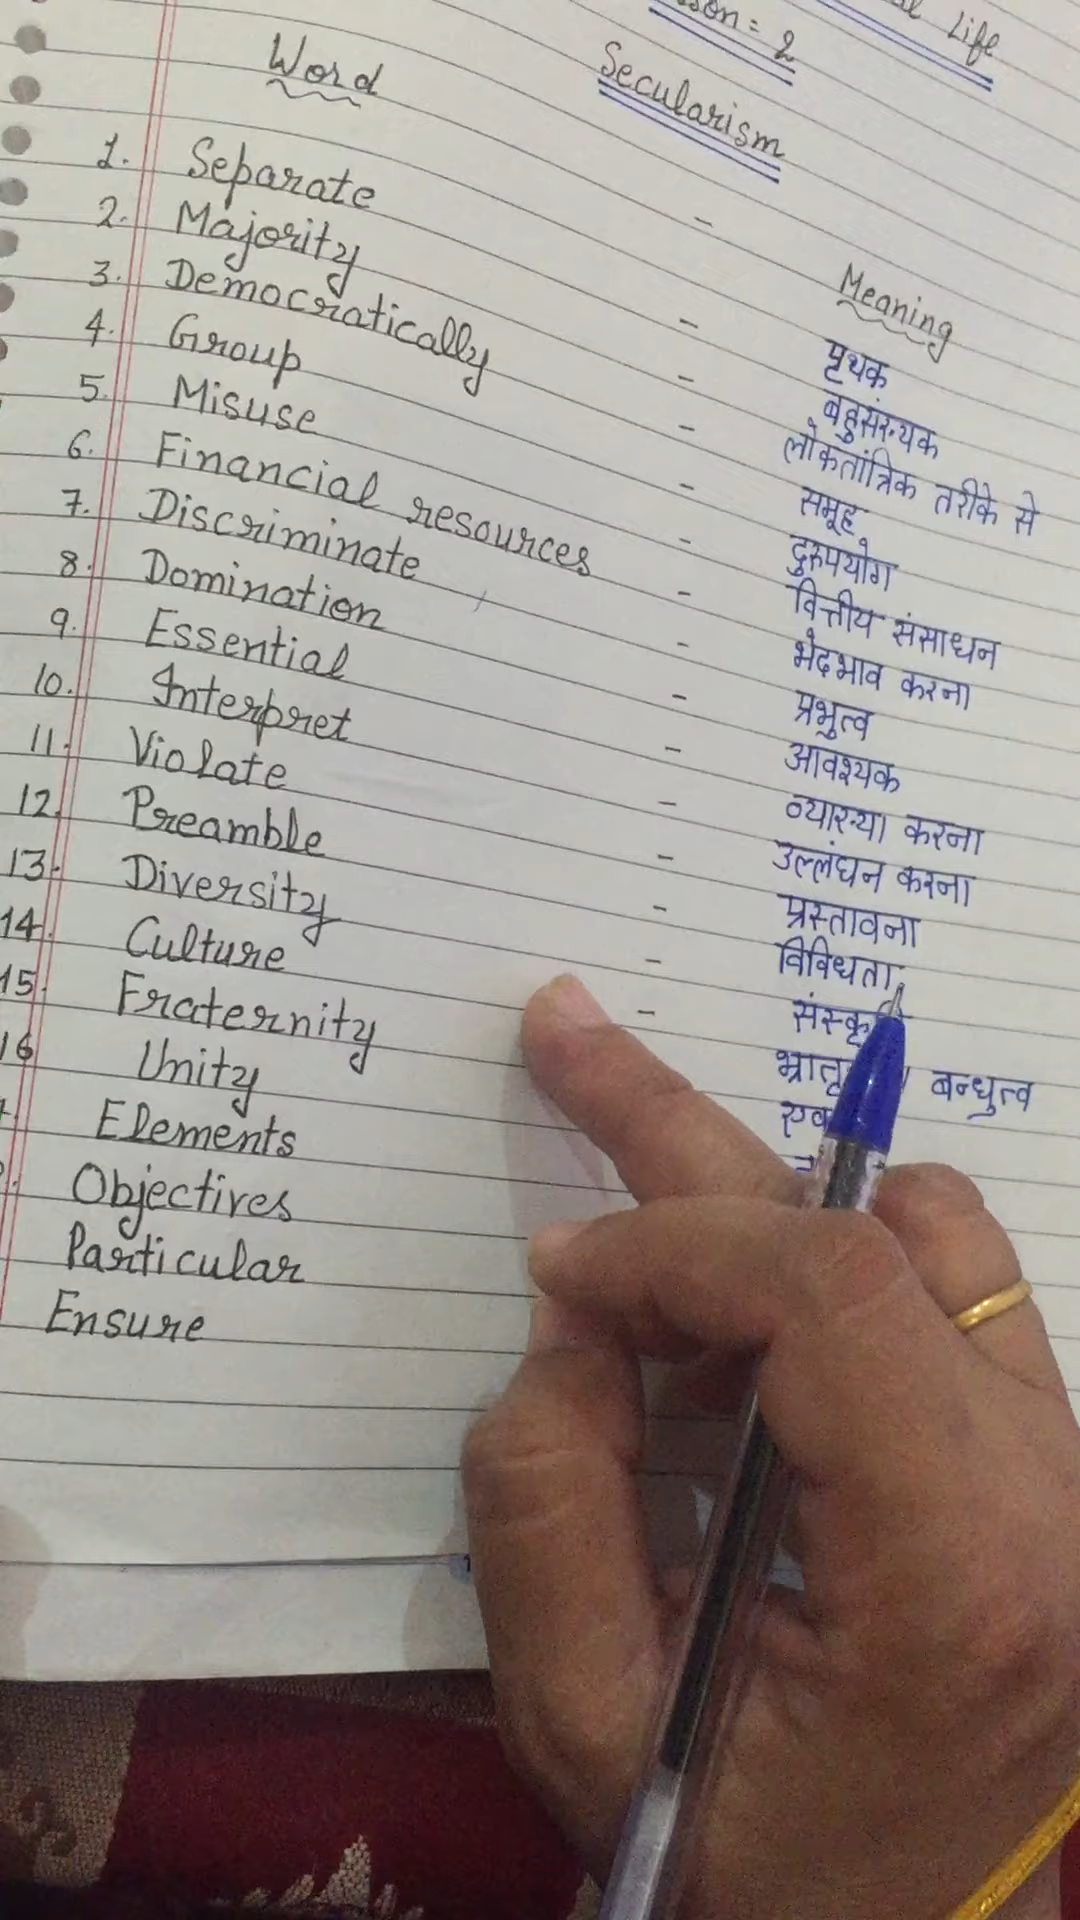 Life
= 2
Secularism
Word
Meaning
1. Separate - पृथक
2. Majority - बहुसंख्यक
3. Democratically - लोकतांत्रिक तरीके से
4. Group - समूह
5. Misuse - दुरुपयोग
6. Financial resources - वित्तीय संसाधन
7. Discriminate - भेदभाव करना
8. Domination - प्रभुत्व
9. Essential - आवश्यक
10. Interpret - व्याख्या करना
11. Violate - उल्लंघन करना
12. Preamble - प्रस्तावना
13. Diversity - विविधता
14. Culture -
15. Fraternity - बन्धुत्व
16 Unity
Elements
Objectives
Particular
Ensure